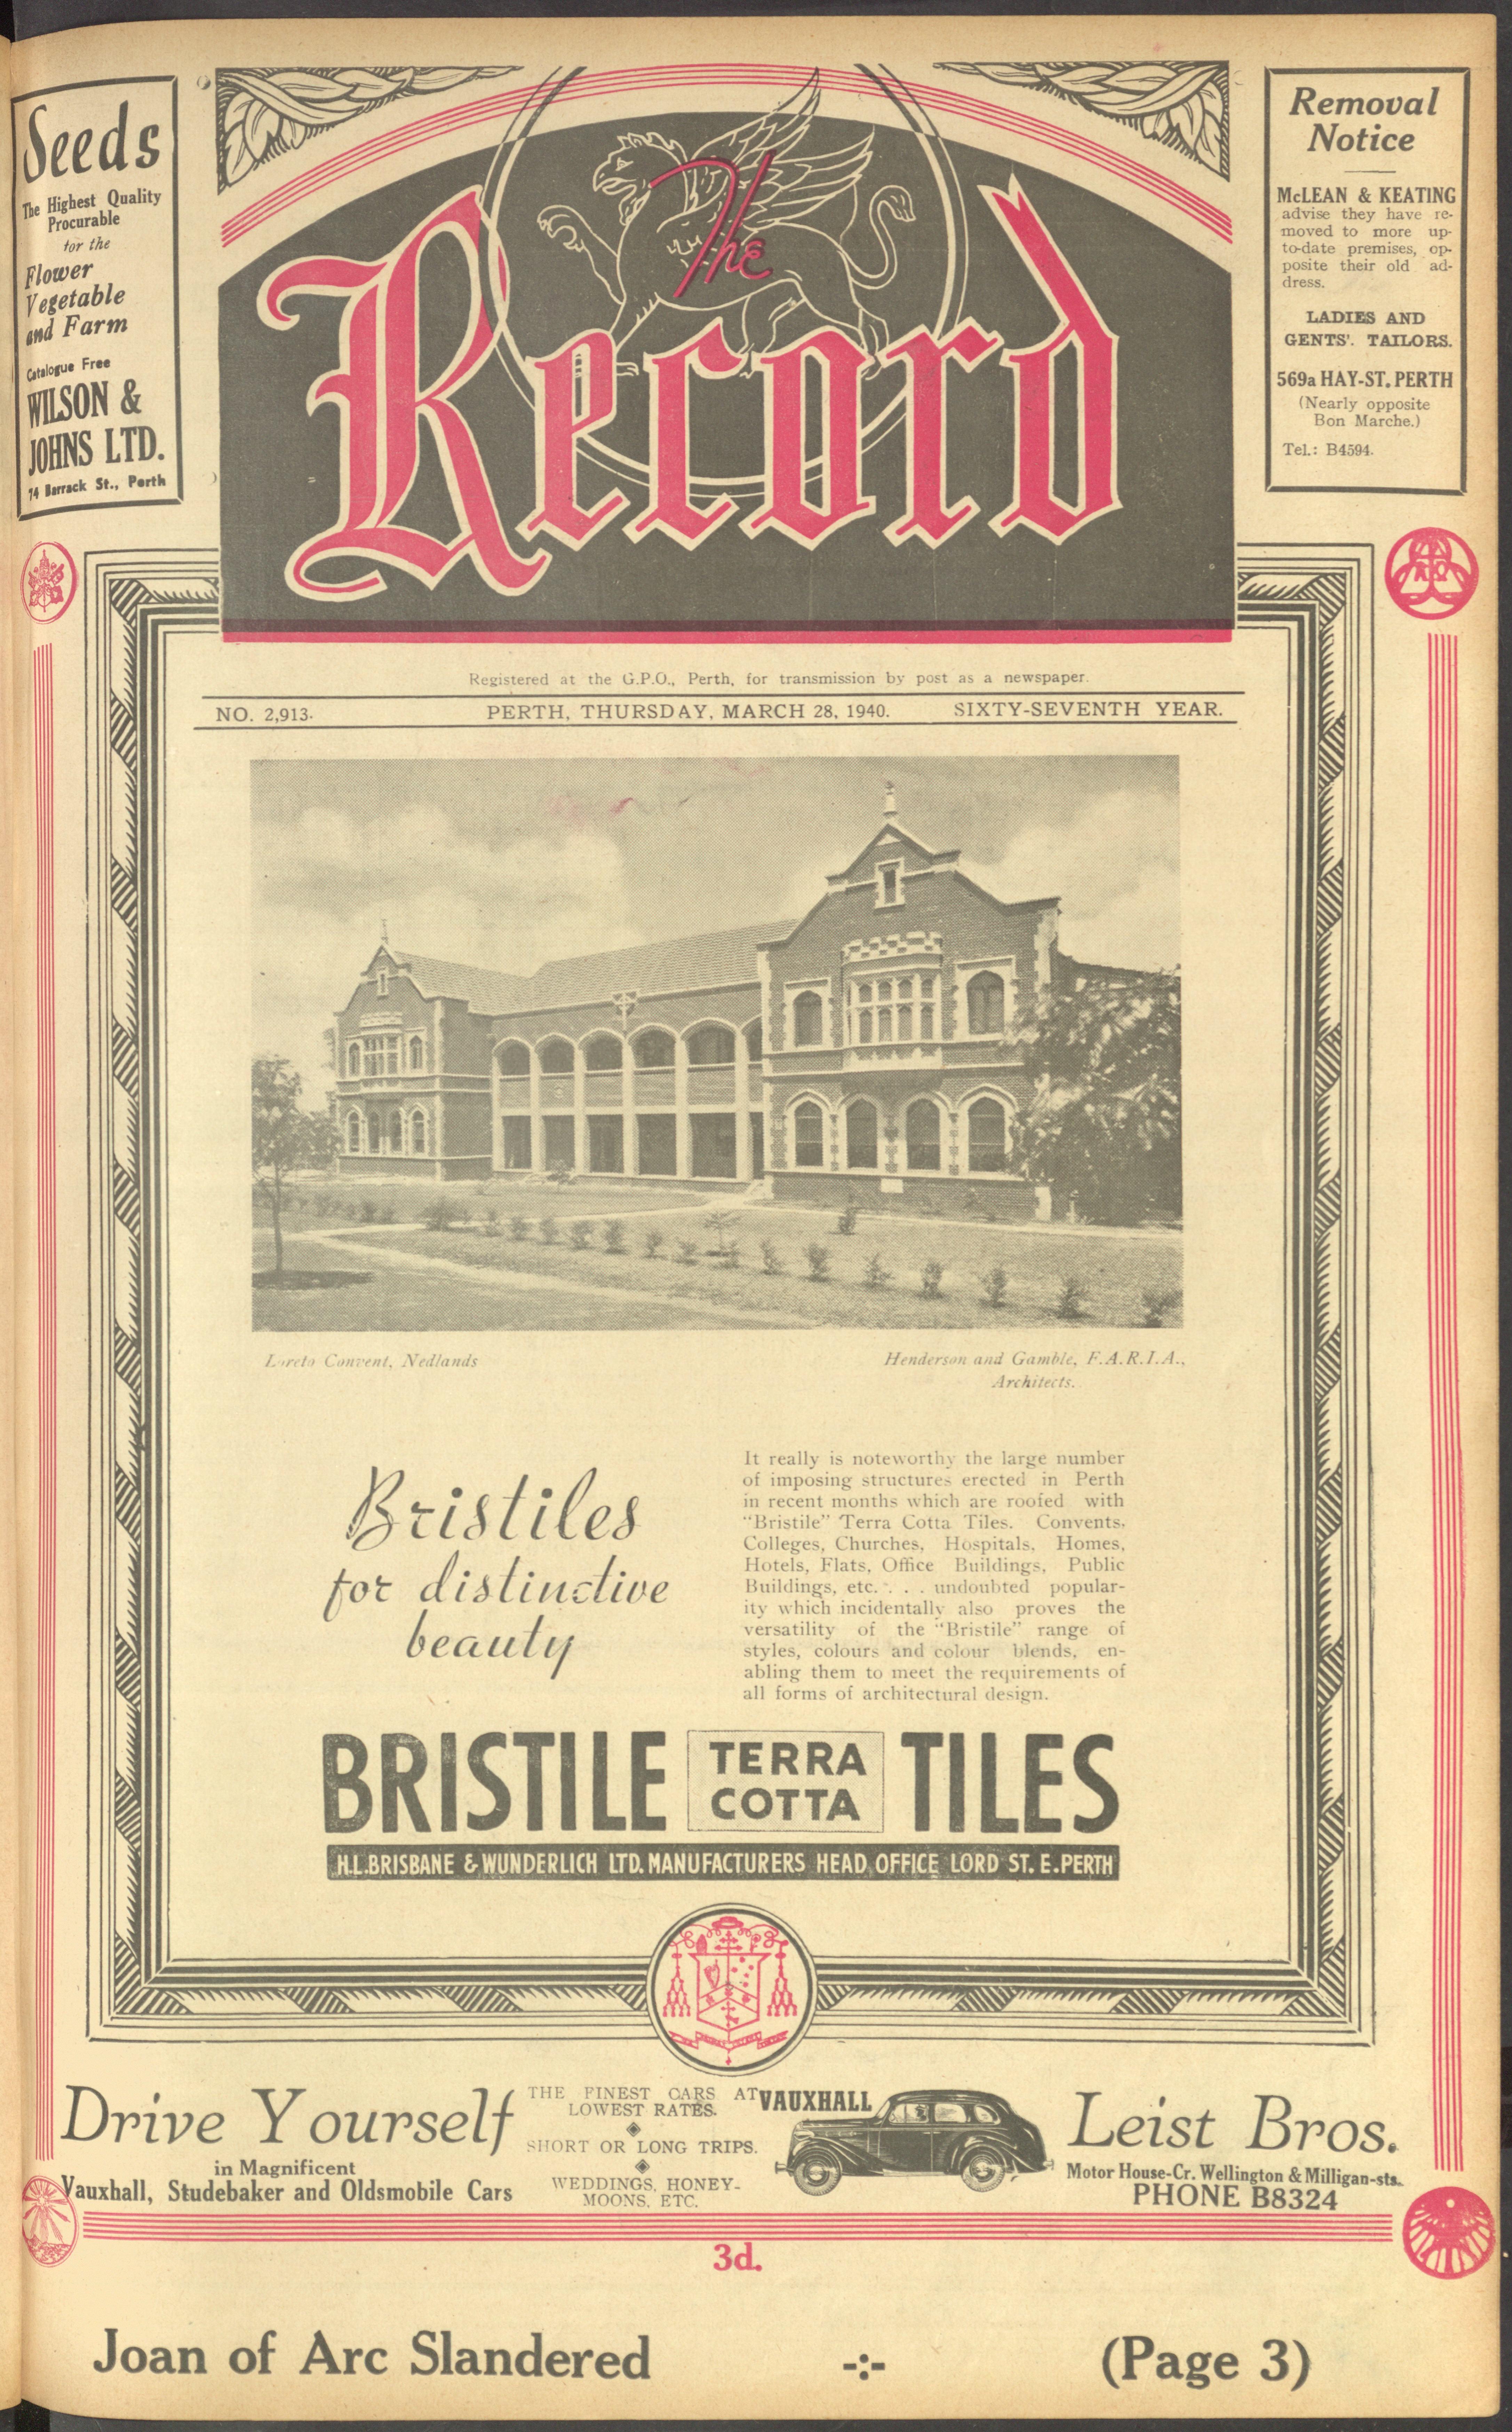 Seeds
The Highest Quality
Procurable
for the
Flower
Vegetable
and Farm
Catalogue Free
WILSON &
JOHNS LTD.
74 Barrack St., Perth
The
Record
Removal
Notice
McLEAN & KEATING
advise they have re-
moved to more up-
to-date premises, op-
posite their old ad-
dress.
LADIES AND
GENTS'. TAILORS.
569a HAY-ST. PERTH
(Nearly opposite
Bon Marche.)
Tel.: B4594.
Registered at the G.P.O., Perth, for transmission by post as a newspaper.
NO. 2,913. PERTH, THURSDAY, MARCH 28, 1940. SIXTY-SEVENTH YEAR.
Loreto Convent, Nedlands
Henderson and Gamble, F.A.R.I.A.,
Architects.
Bristiles
for distinctive
beauty
It really is noteworthy the large number
of imposing structures erected in Perth
in recent months which are roofed with
"Bristile" Terra Cotta Tiles. Convents,
Colleges, Churches, Hospitals, Homes,
Hotels, Flats, Office Buildings, Public
Buildings, etc. . . . undoubted popular-
ity which incidentally also proves the
versatility of the "Bristile" range of
styles, colours and colour blends, en-
abling them to meet the requirements of
all forms of architectural design.
BRISTILE TERRA COTTA TILES
H.L.BRISBANE & WUNDERLICH LTD. MANUFACTURERS HEAD OFFICE LORD ST. E.PERTH
Drive Yourself
in Magnificent
Vauxhall, Studebaker and Oldsmobile Cars
THE FINEST CARS AT
LOWEST RATES.
SHORT OR LONG TRIPS.
WEDDINGS, HONEY-
MOONS, ETC.
VAUXHALL
Leist Bros.
Motor House-Cr. Wellington & Milligan-sts.
PHONE B8324
3d.
Joan of Arc Slandered -:- (Page 3)